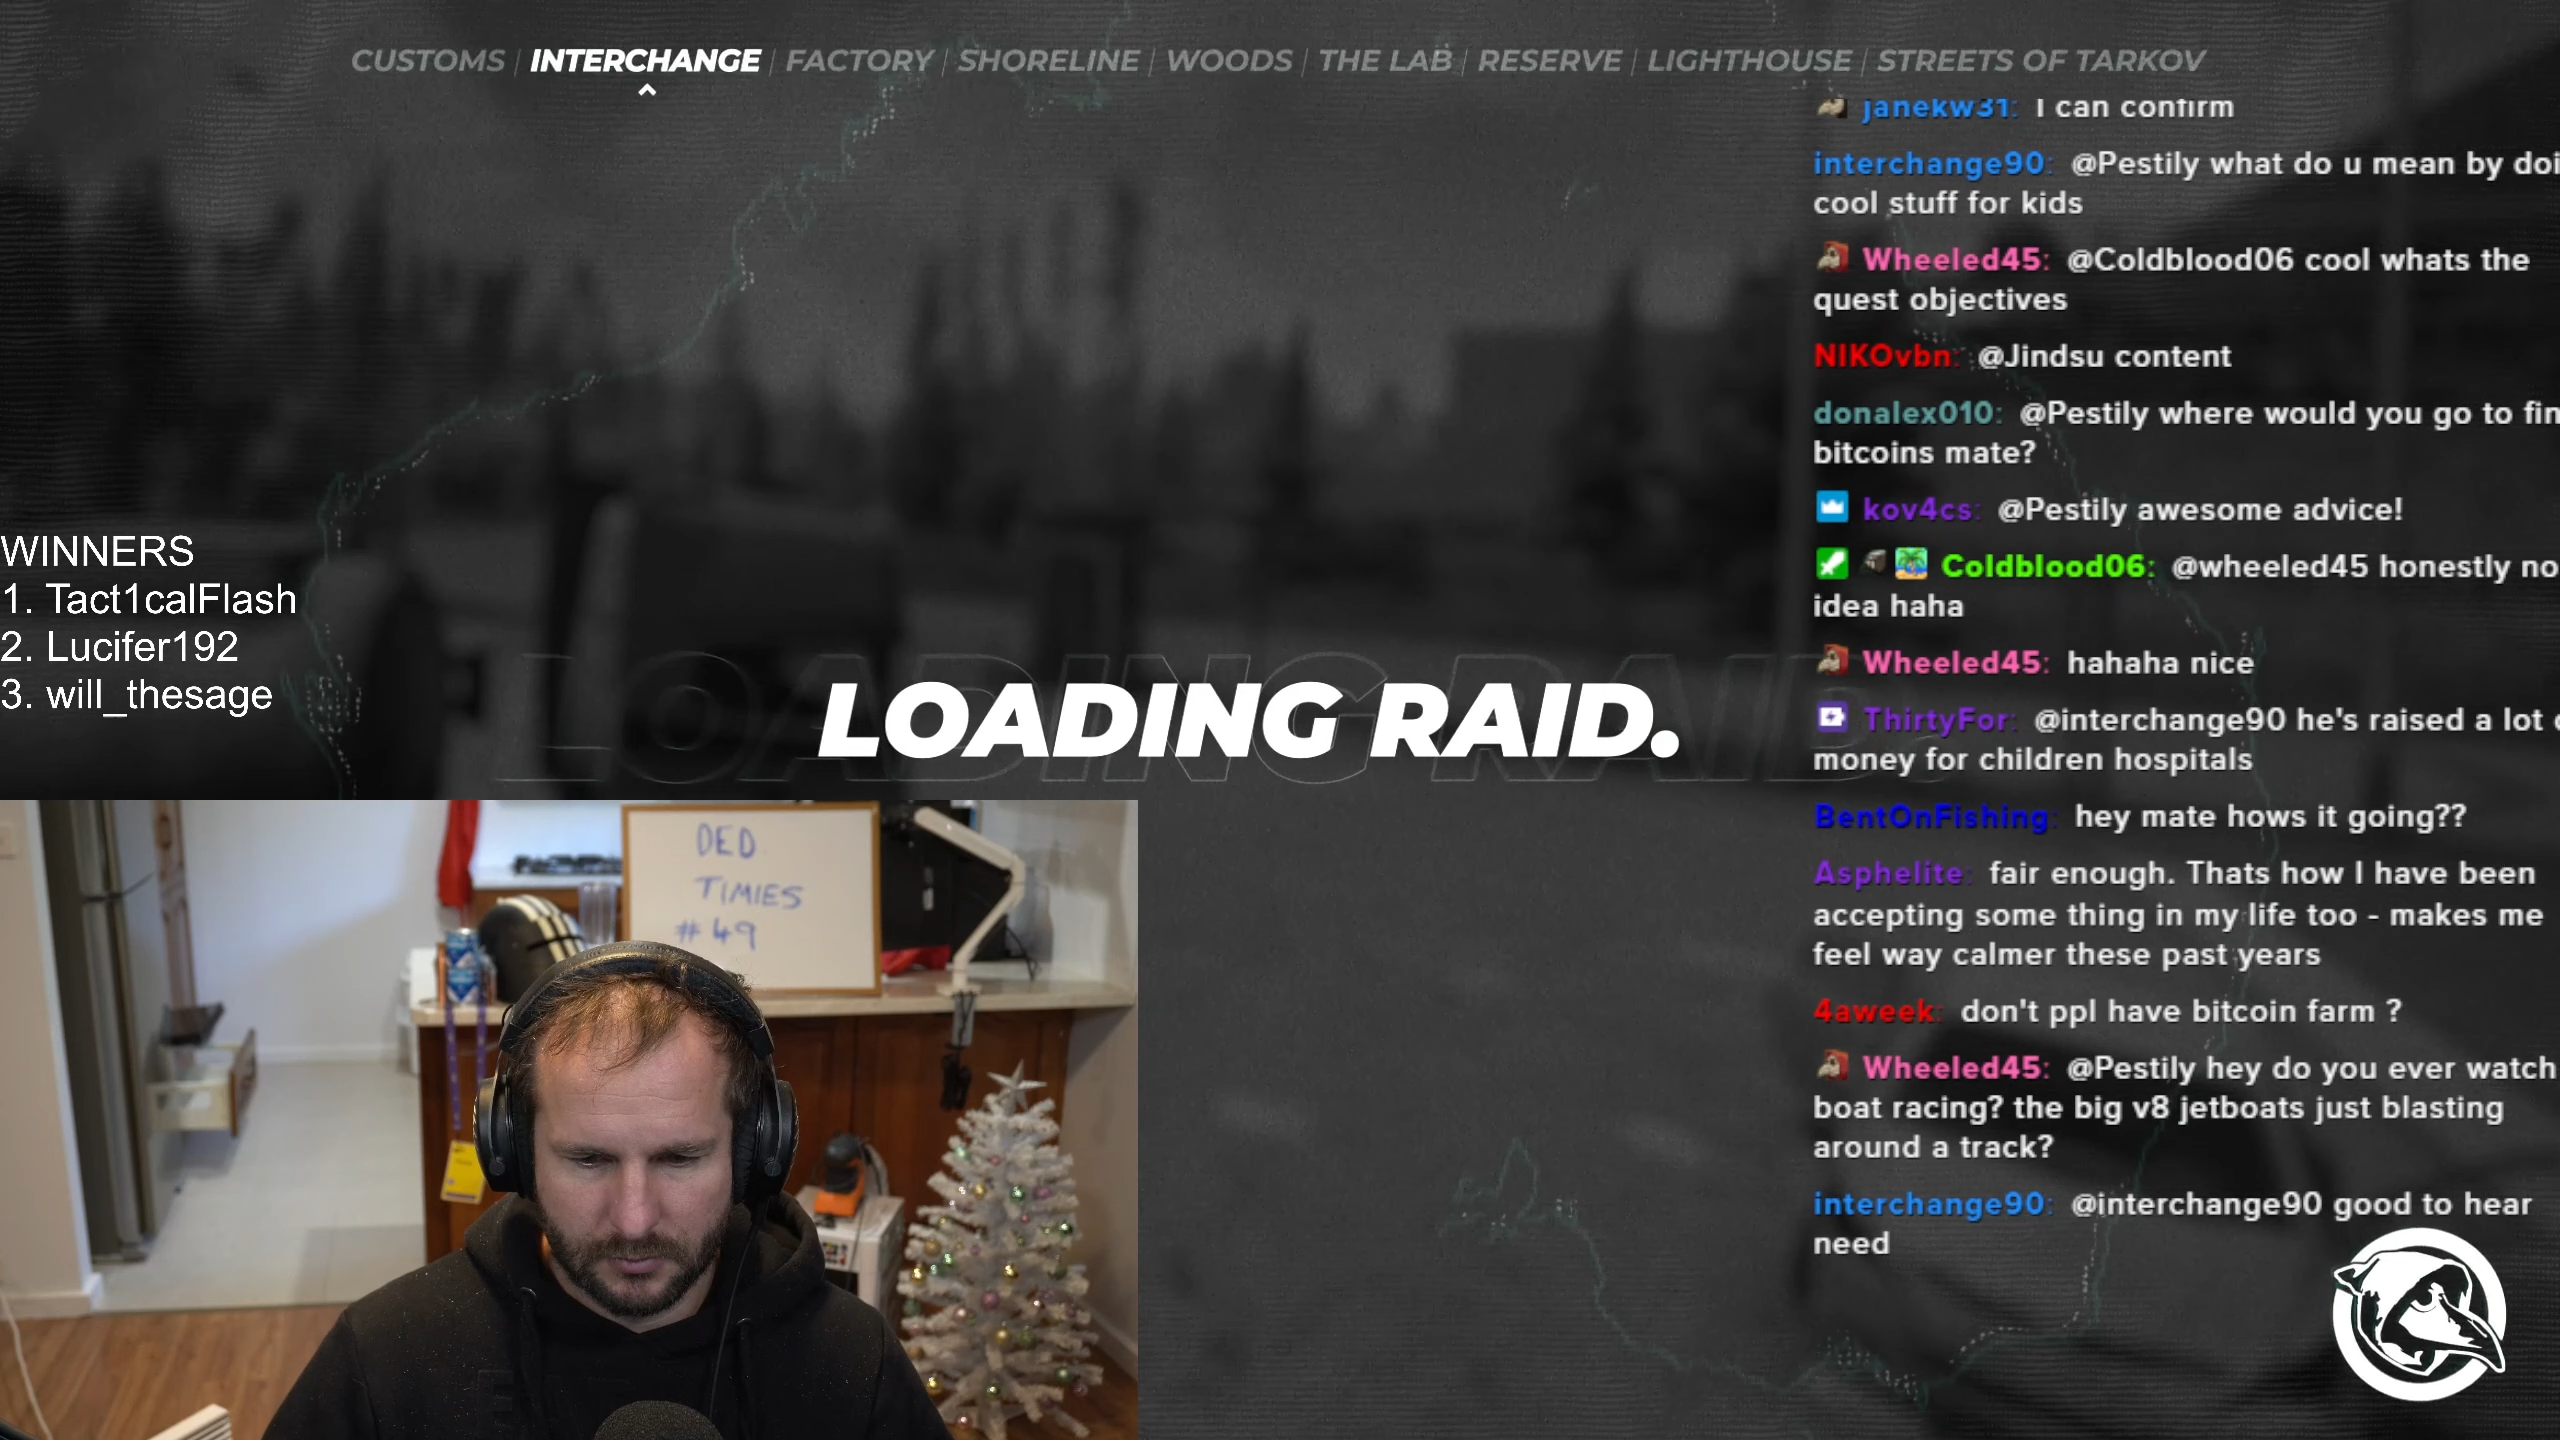 CUSTOMS | INTERCHANGE | FACTORY | SHORELINE | WOODS | THE LAB | RESERVE | LIGHTHOUSE | STREETS OF TARKOV
janekw31: I can confirm
interchange90: @Pestily what do u mean by doi
cool stuff for kids
Wheeled45: @Coldblood06 cool whats the
quest objectives
NIKOvbn: @Jindsu content
donalex010: @Pestily where would you go to fin
bitcoins mate?
kov4cs: @Pestily awesome advice!
Coldblood06: @wheeled45 honestly no
idea haha
Wheeled45: hahaha nice
ThirtyFor: @interchange90 he's raised a lot
money for children hospitals
BentOnFishing: hey mate hows it going??
Asphelite: fair enough. Thats how I have been
accepting some thing in my life too - makes me
feel way calmer these past years
4aweek: don't ppl have bitcoin farm ?
Wheeled45: @Pestily hey do you ever watch
boat racing? the big v8 jetboats just blasting
around a track?
interchange90: @interchange90 good to hear
need
WINNERS
1. Tact1calFlash
2. Lucifer192
3. will_thesage
LOADING RAID.
LOADING RAID.
DED
TIMIES
# 49